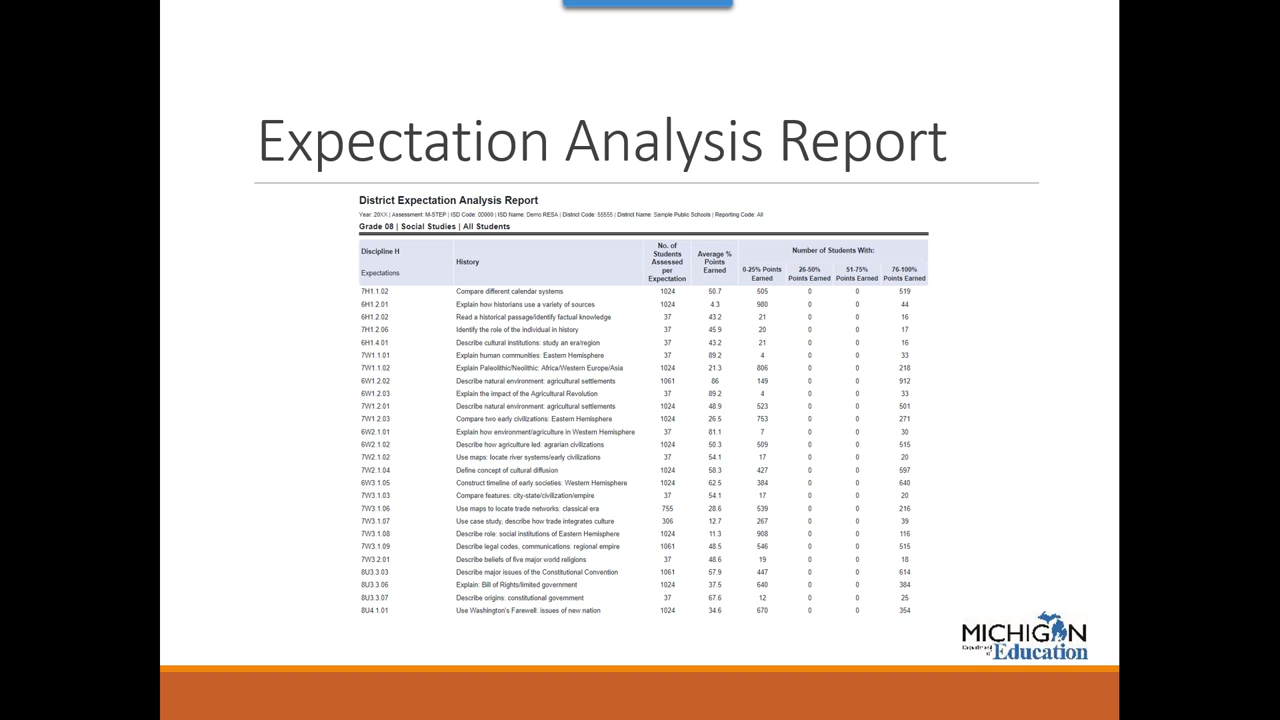 Expectation Analysis Report
District Expectation Analysis Report
Year: 20XX | Assessment: M-STEP | ISD Code: 00000 | ISD Name: Demo RESA | District Code: 55555 | District Name: Sample Public Schools | Reporting Code: All
Grade 08 | Social Studies | All Students
Discipline H
Expectations
History
No. of
Students
Assessed
per
Expectation
Average %
Points
Earned
Number of Students With:
0-25% Points
Earned
26-50%
Points Earned
51-75%
Points Earned
76-100%
Points Earned
7H1.1.02 Compare different calendar systems 1024 50.7 505 0 0 519
6H1.2.01 Explain how historians use a variety of sources 1024 4.3 980 0 0 44
6H1.2.02 Read a historical passage/identify factual knowledge 37 43.2 21 0 0 16
7H1.2.06 Identify the role of the individual in history 37 45.9 20 0 0 17
6H1.4.01 Describe cultural institutions: study an era/region 37 43.2 21 0 0 16
7W1.1.01 Explain human communities: Eastern Hemisphere 37 89.2 4 0 0 33
7W1.1.02 Explain Paleolithic/Neolithic: Africa/Western Europe/Asia 1024 21.3 806 0 0 218
6W1.2.02 Describe natural environment: agricultural settlements 1061 86 149 0 0 912
6W1.2.03 Explain the impact of the Agricultural Revolution 37 89.2 4 0 0 33
7W1.2.01 Describe natural environment: agricultural settlements 1024 48.9 523 0 0 501
7W1.2.03 Compare two early civilizations: Eastern Hemisphere 1024 26.5 753 0 0 271
6W2.1.01 Explain how environment/agriculture in Western Hemisphere 37 81.1 7 0 0 30
6W2.1.02 Describe how agriculture led: agrarian civilizations 1024 50.3 509 0 0 515
7W2.1.02 Use maps: locate river systems/early civilizations 37 54.1 17 0 0 20
7W2.1.04 Define concept of cultural diffusion 1024 58.3 427 0 0 597
6W3.1.05 Construct timeline of early societies: Western Hemisphere 1024 62.5 384 0 0 640
7W3.1.03 Compare features: city-state/civilization/empire 37 54.1 17 0 0 20
7W3.1.06 Use maps to locate trade networks: classical era 755 28.6 539 0 0 216
7W3.1.07 Use case study, describe how trade integrates culture 306 12.7 267 0 0 39
7W3.1.08 Describe role: social institutions of Eastern Hemisphere 1024 11.3 908 0 0 116
7W3.1.09 Describe legal codes, communications: regional empire 1061 48.5 546 0 0 515
7W3.2.01 Describe beliefs of five major world religions 37 48.6 19 0 0 18
8U3.3.03 Describe major issues of the Constitutional Convention 1061 57.9 447 0 0 614
8U3.3.06 Explain: Bill of Rights/limited government 1024 37.5 640 0 0 384
8U3.3.07 Describe origins: constitutional government 37 67.6 12 0 0 25
8U4.1.01 Use Washington's Farewell: issues of new nation 1024 34.6 670 0 0 354
MICHIGAN
Department
of Education